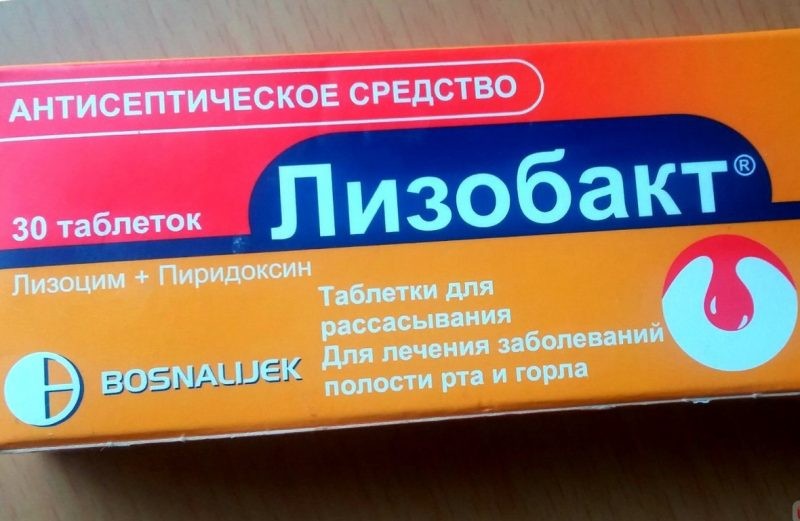 АНТИСЕПТИЧЕСКОЕ СРЕДСТВО
30 таблеток
Лизобакт®
Лизоцим + Пиридоксин
Таблетки для
рассасывания
Для лечения заболеваний
полости рта и горла
BOSNALIJEK